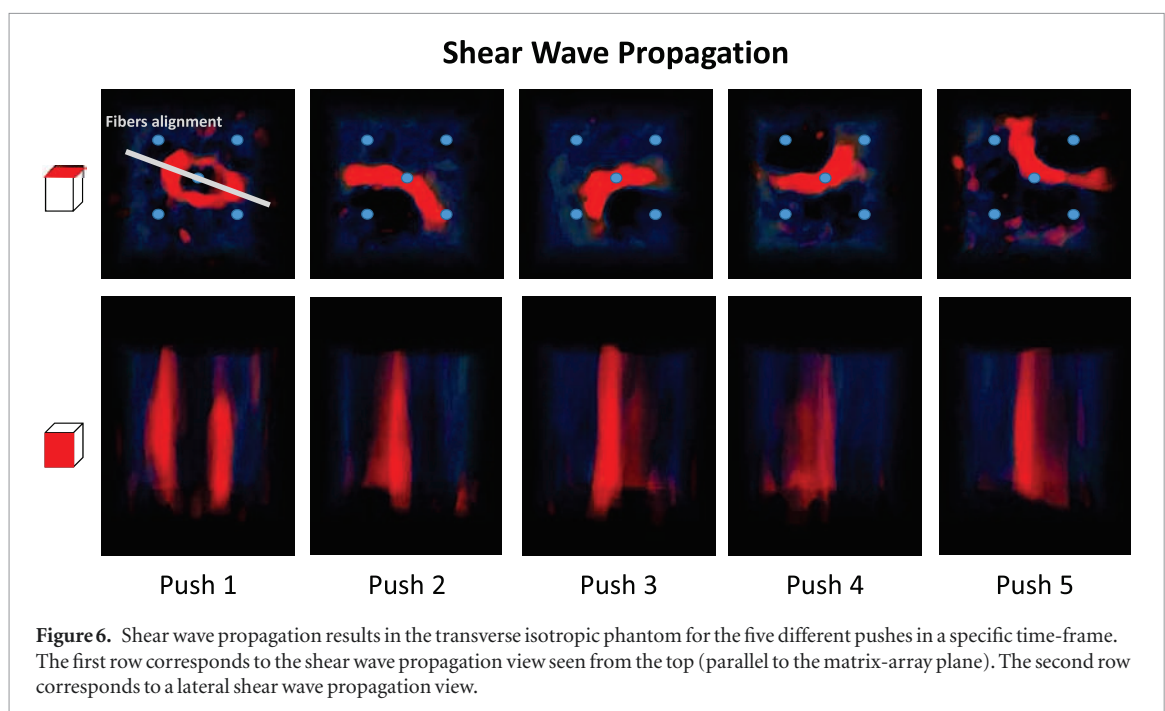 Shear Wave Propagation
Fibers alignment
Push 1 Push 2 Push 3 Push 4 Push 5
Figure 6. Shear wave propagation results in the transverse isotropic phantom for the five different pushes in a specific time-frame.
The first row corresponds to the shear wave propagation view seen from the top (parallel to the matrix-array plane). The second row
corresponds to a lateral shear wave propagation view.